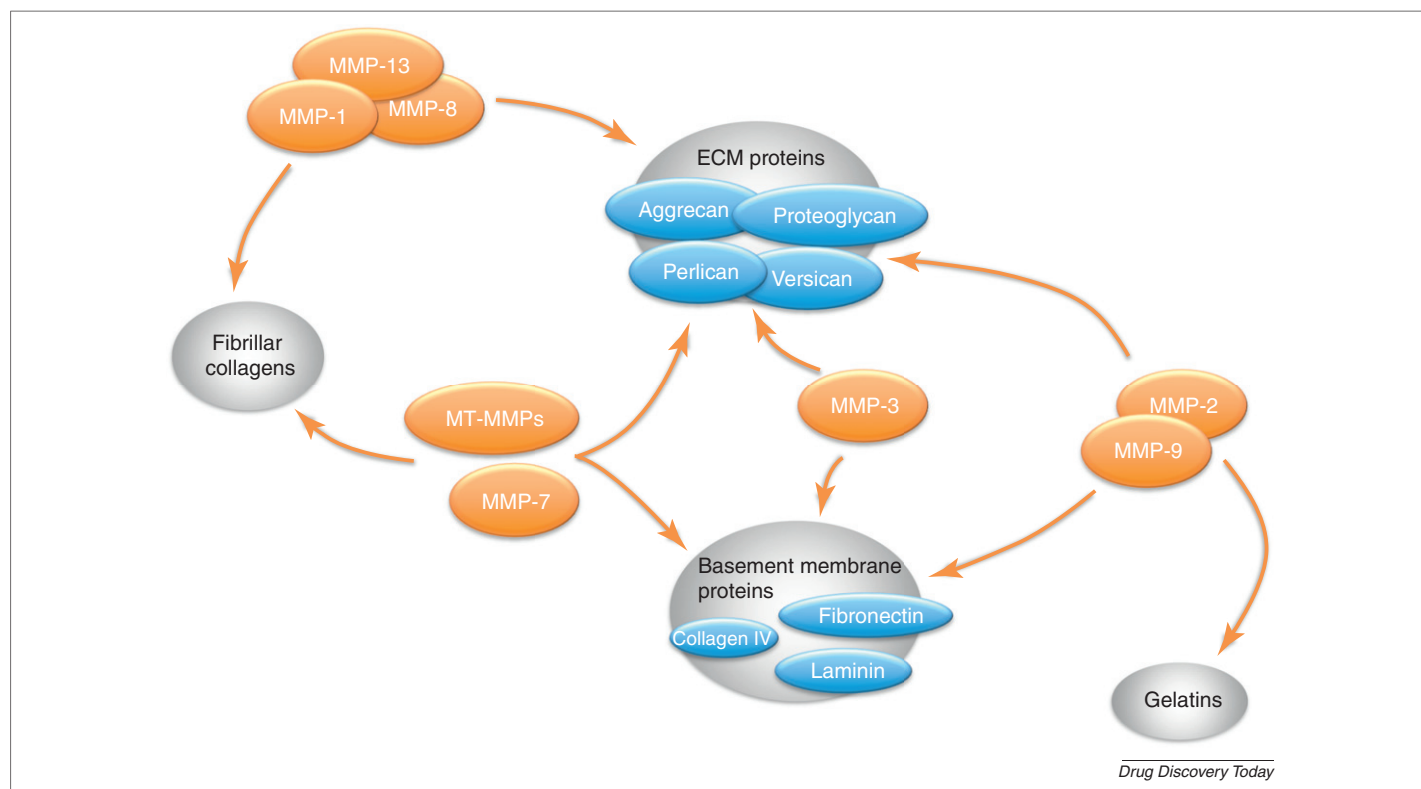 MMP-13
MMP-1
MMP-8
ECM proteins
Aggrecan
Proteoglycan
Perlican
Versican
Fibrillar
collagens
MT-MMPs
MMP-7
MMP-3
MMP-2
MMP-9
Basement membrane
proteins
Fibronectin
Collagen IV
Laminin
Gelatins
Drug Discovery Today